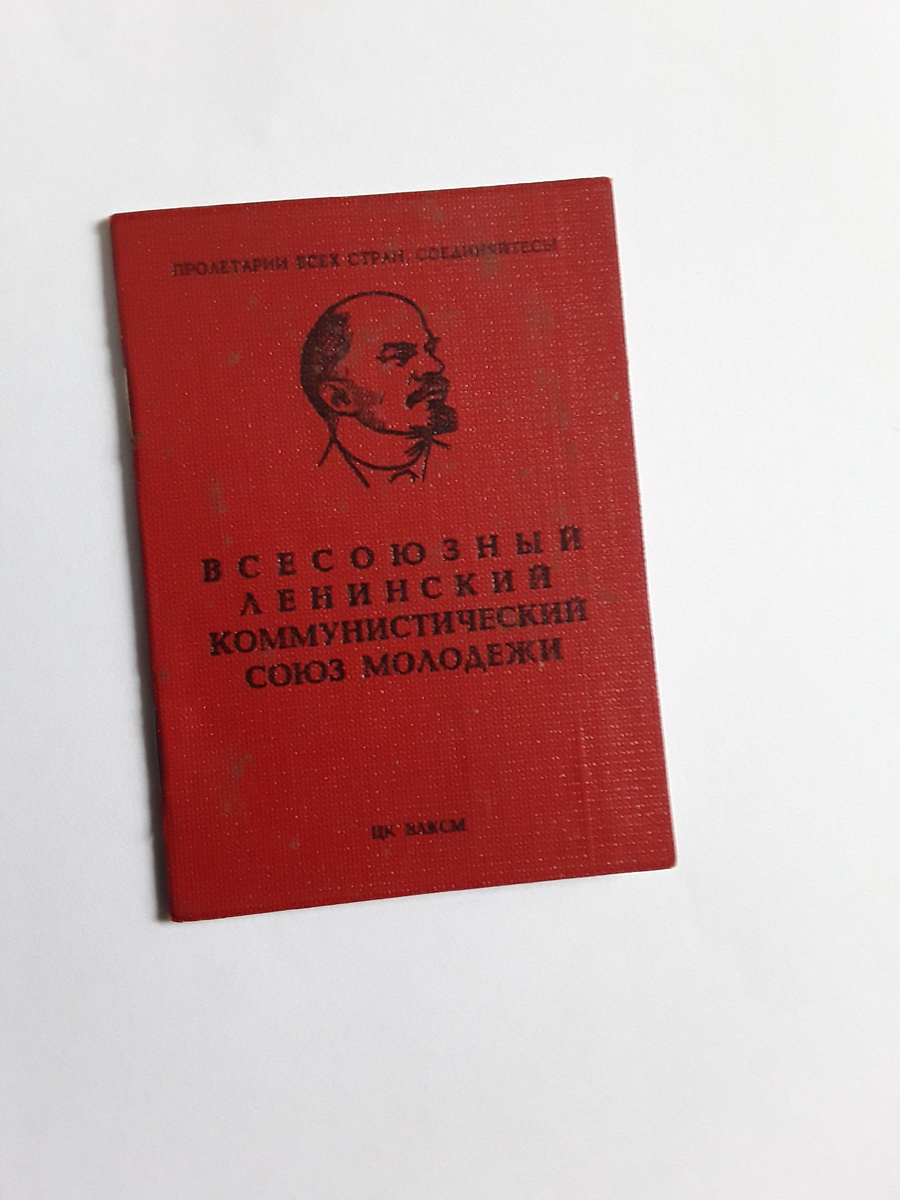 ПРОЛЕТАРИИ ВСЕХ СТРАН, СОЕДИНЯЙТЕСЬ!
ВСЕСОЮЗНЫЙ
ЛЕНИНСКИЙ
КОММУНИСТИЧЕСКИЙ
СОЮЗ МОЛОДЕЖИ
ЦК ВЛКСМ